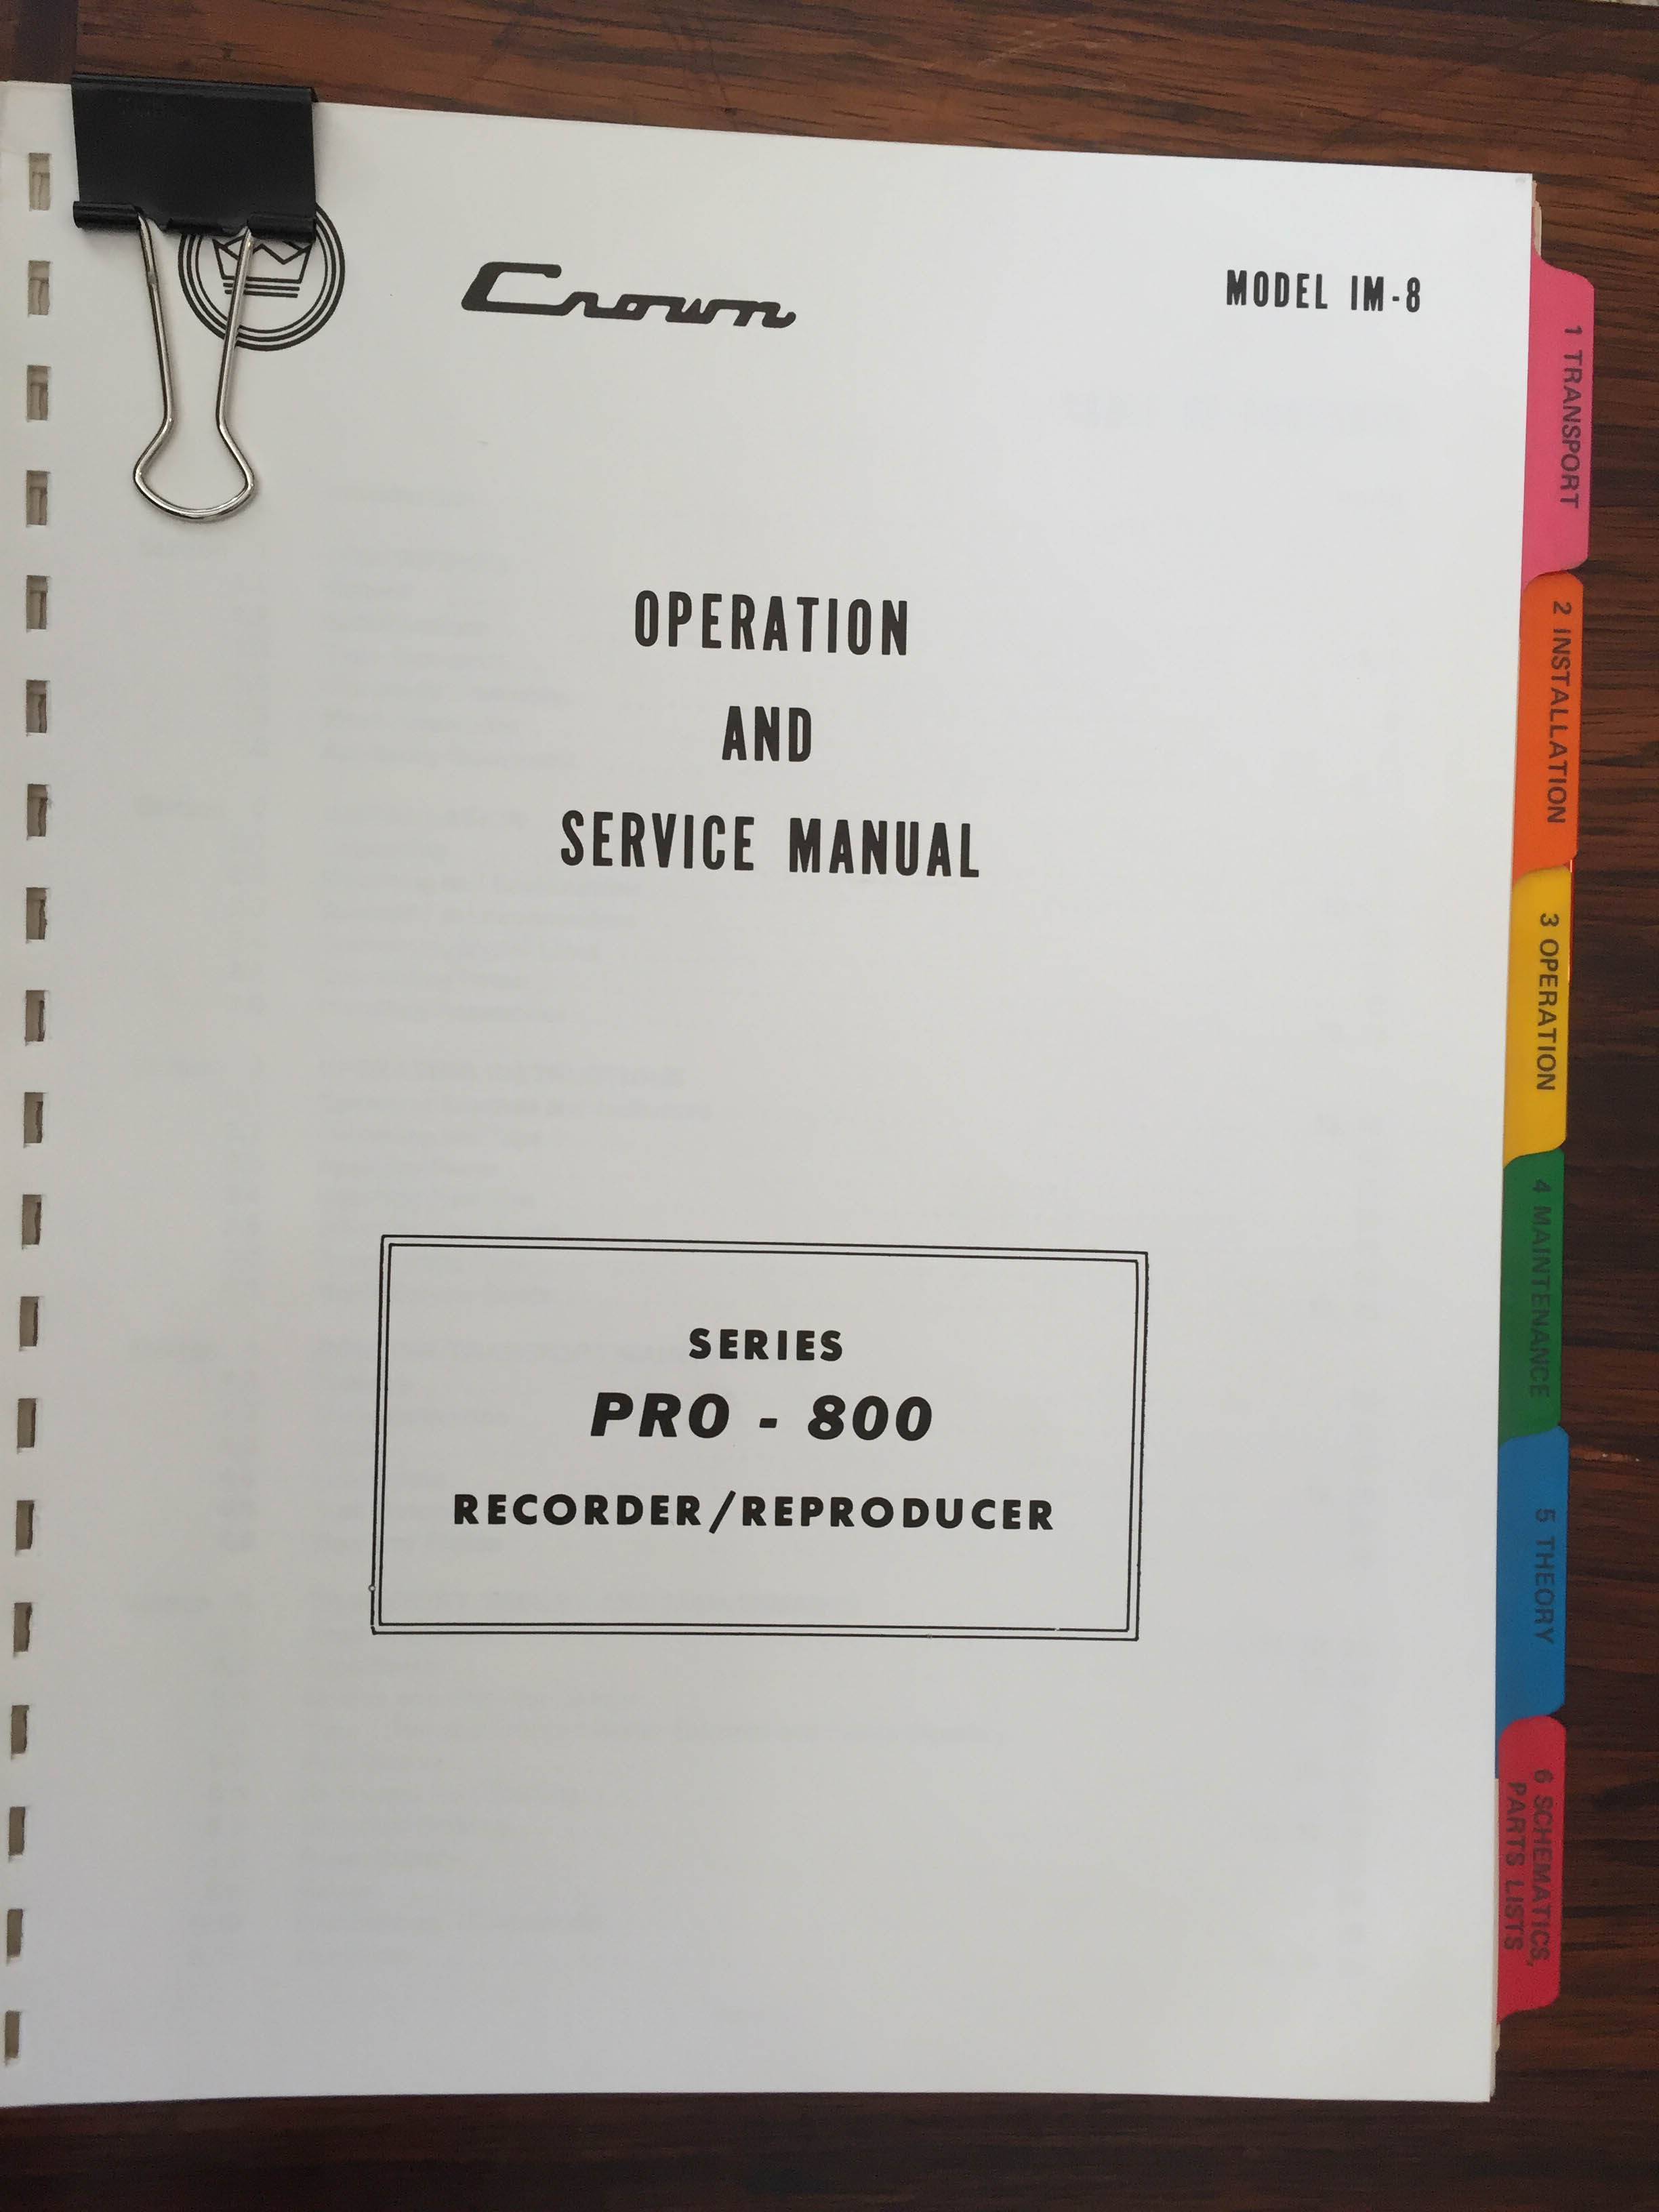 Crown
MODEL IM-8
OPERATION
AND
SERVICE MANUAL
SERIES
PRO - 800
RECORDER/REPRODUCER
1 TRANSPORT
2 INSTALLATION
3 OPERATION
4 MAINTENANCE
5 THEORY
6 SCHEMATICS,
PARTS LISTS